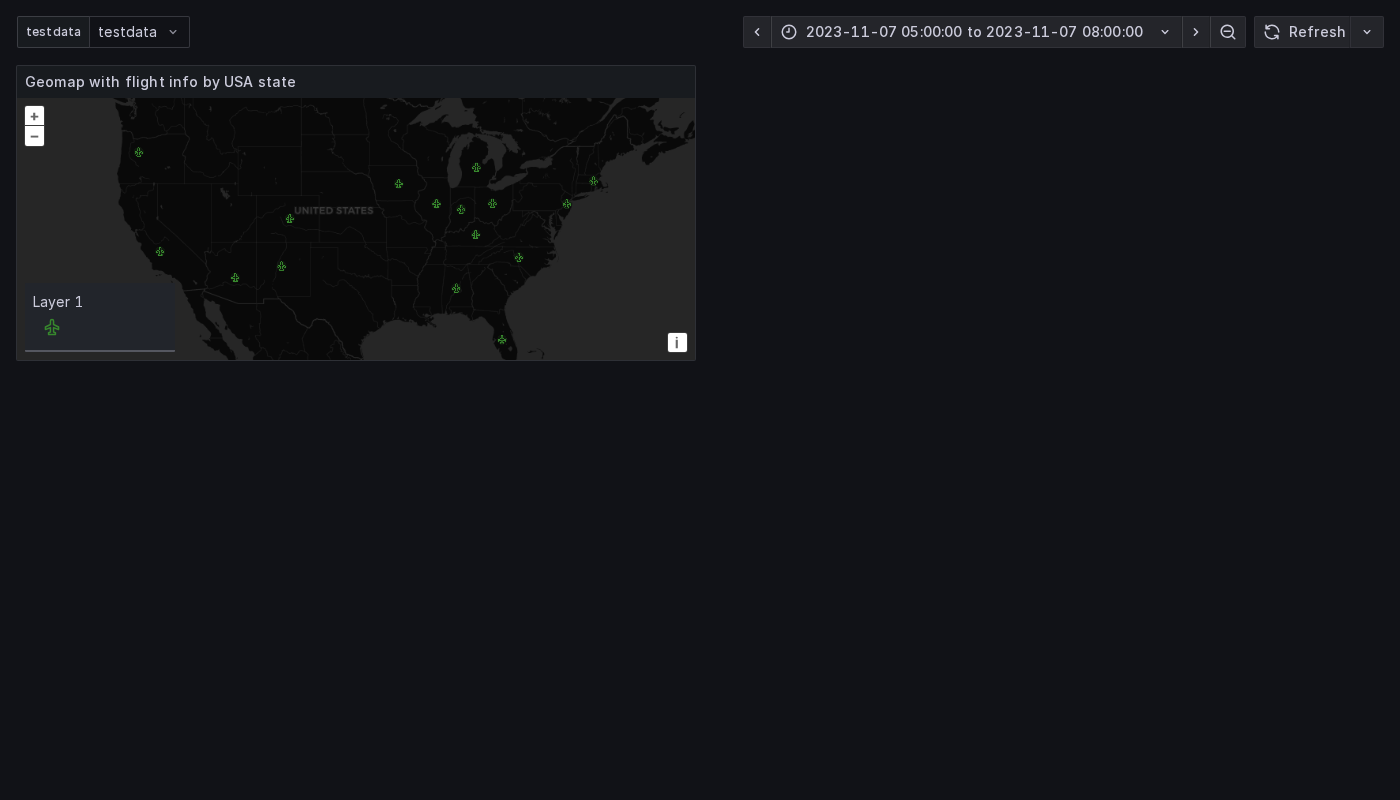 testdata testdata
2023-11-07 05:00:00 to 2023-11-07 08:00:00
Refresh
Geomap with flight info by USA state
+
−
UNITED STATES
Layer 1
i